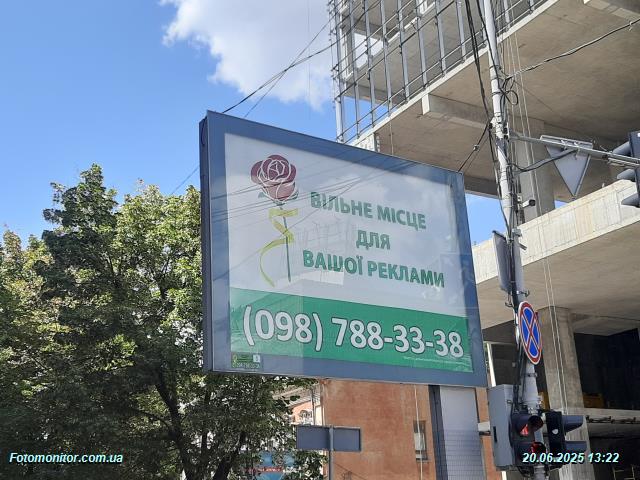 ВІЛЬНЕ МІСЦЕ
ДЛЯ
ВАШОЇ РЕКЛАМИ
(098) 788-33-38
Fotomonitor.com.ua
20.06.2025 13:22